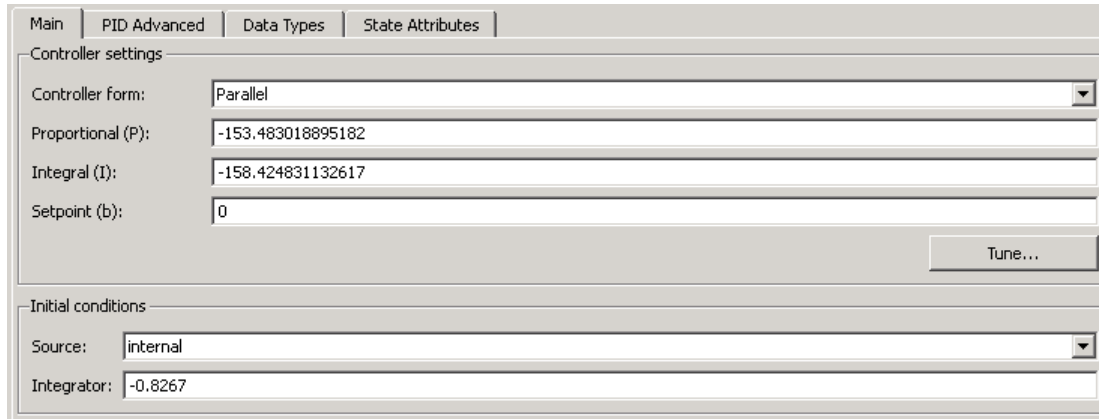 Main PID Advanced Data Types State Attributes
Controller settings
Controller form: Parallel
Proportional (P): -153.483018895182
Integral (I): -158.424831132617
Setpoint (b): 0
Tune...
Initial conditions
Source: internal
Integrator: -0.8267